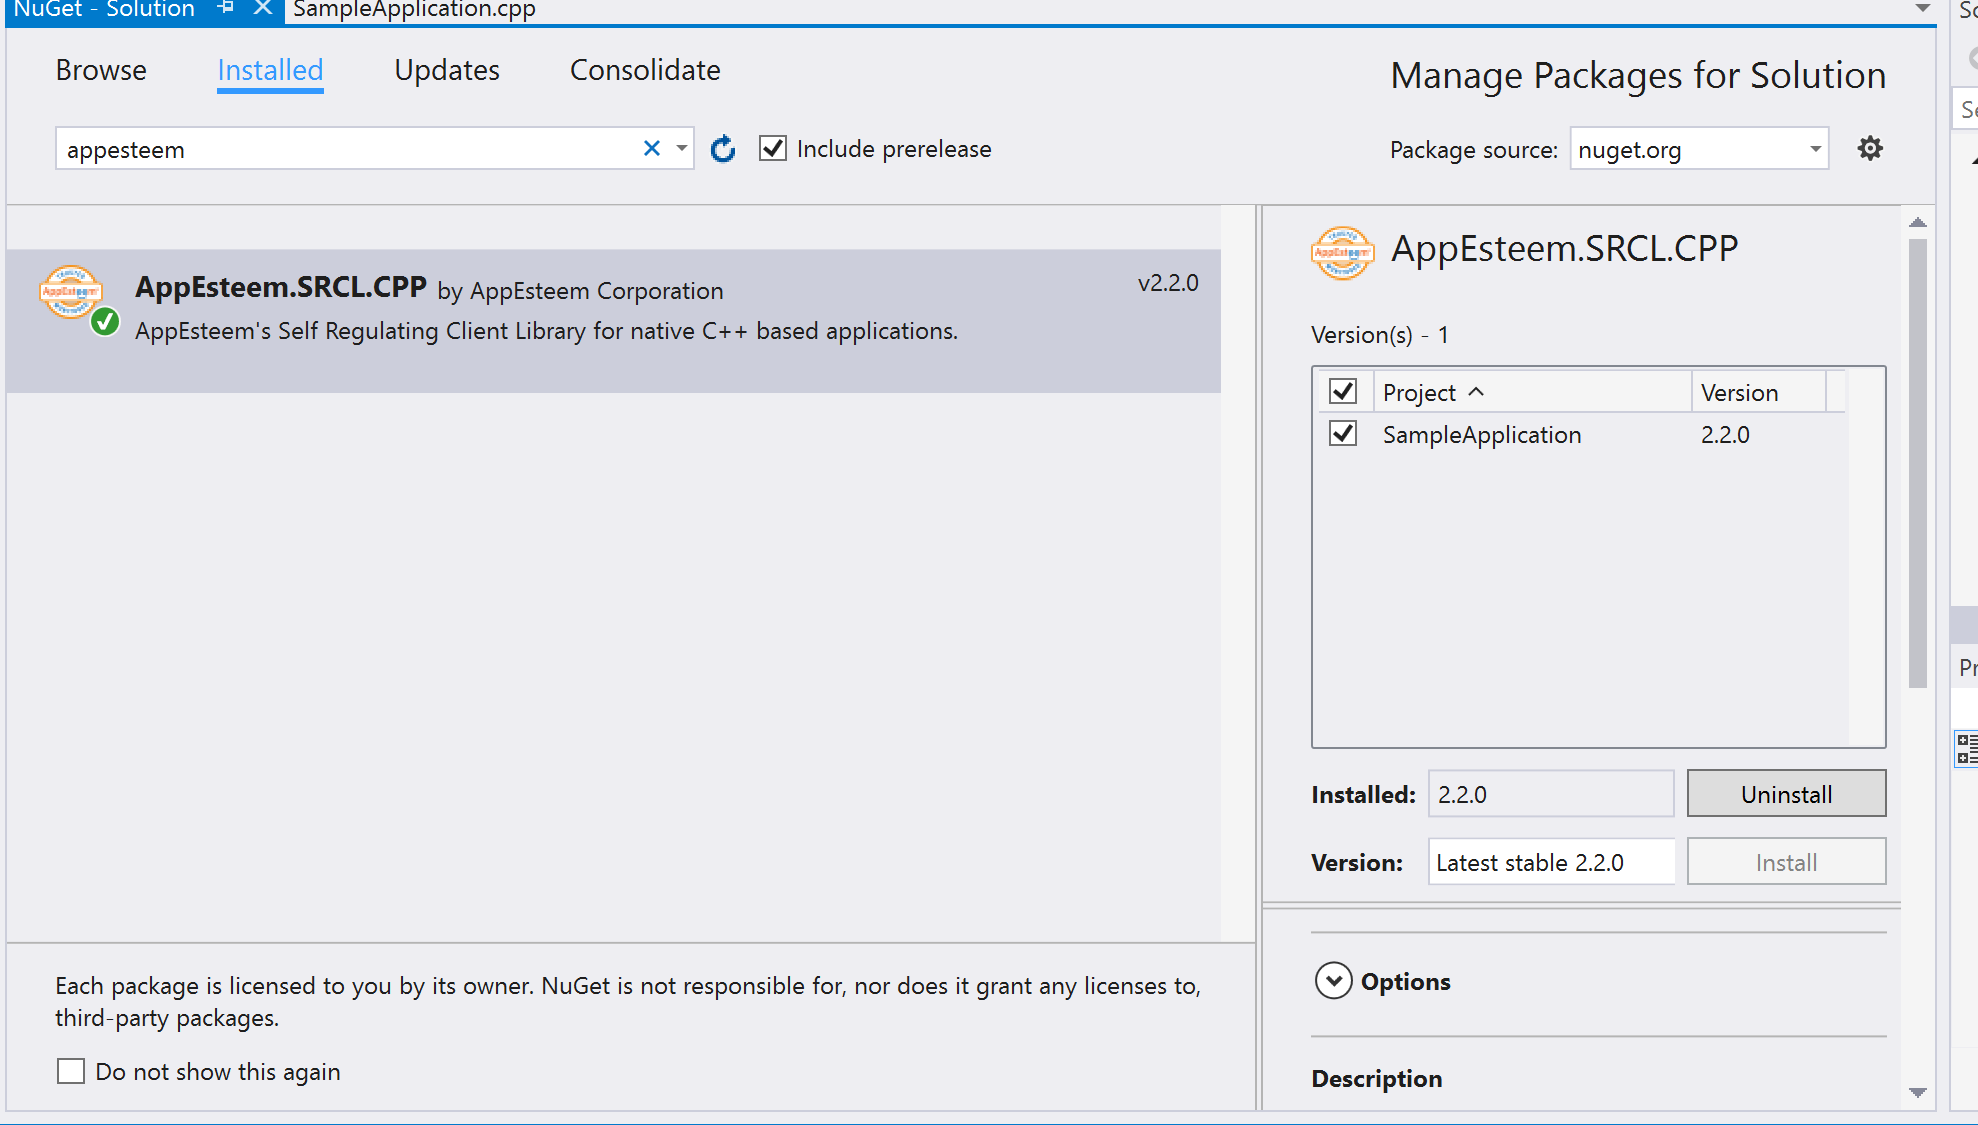 NuGet - Solution
SampleApplication.cpp
Browse
Installed
Updates
Consolidate
Manage Packages for Solution
appesteem
Include prerelease
Package source:
nuget.org
AppEsteem.SRCL.CPP by AppEsteem Corporation
v2.2.0
AppEsteem's Self Regulating Client Library for native C++ based applications.
Each package is licensed to you by its owner. NuGet is not responsible for, nor does it grant any licenses to,
third-party packages.
Do not show this again
AppEsteem
AppEsteem.SRCL.CPP
Version(s) - 1
Project
Version
SampleApplication
2.2.0
Installed:
2.2.0
Uninstall
Version:
Latest stable 2.2.0
Install
Options
Description